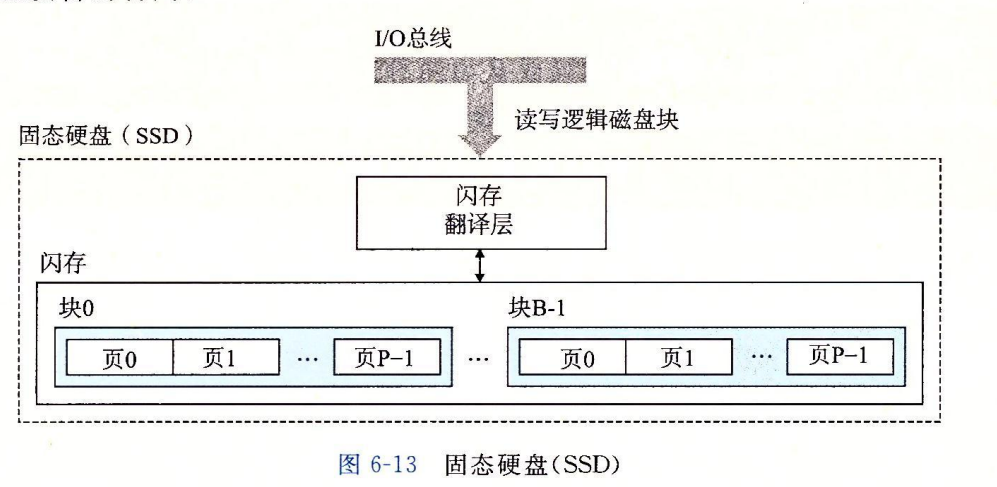 I/O总线
读写逻辑磁盘块
固态硬盘（SSD）
闪存
翻译层
闪存
块0
块B-1
页0 页1 … 页P–1 … 页0 页1 … 页P–1
图 6-13 固态硬盘(SSD)